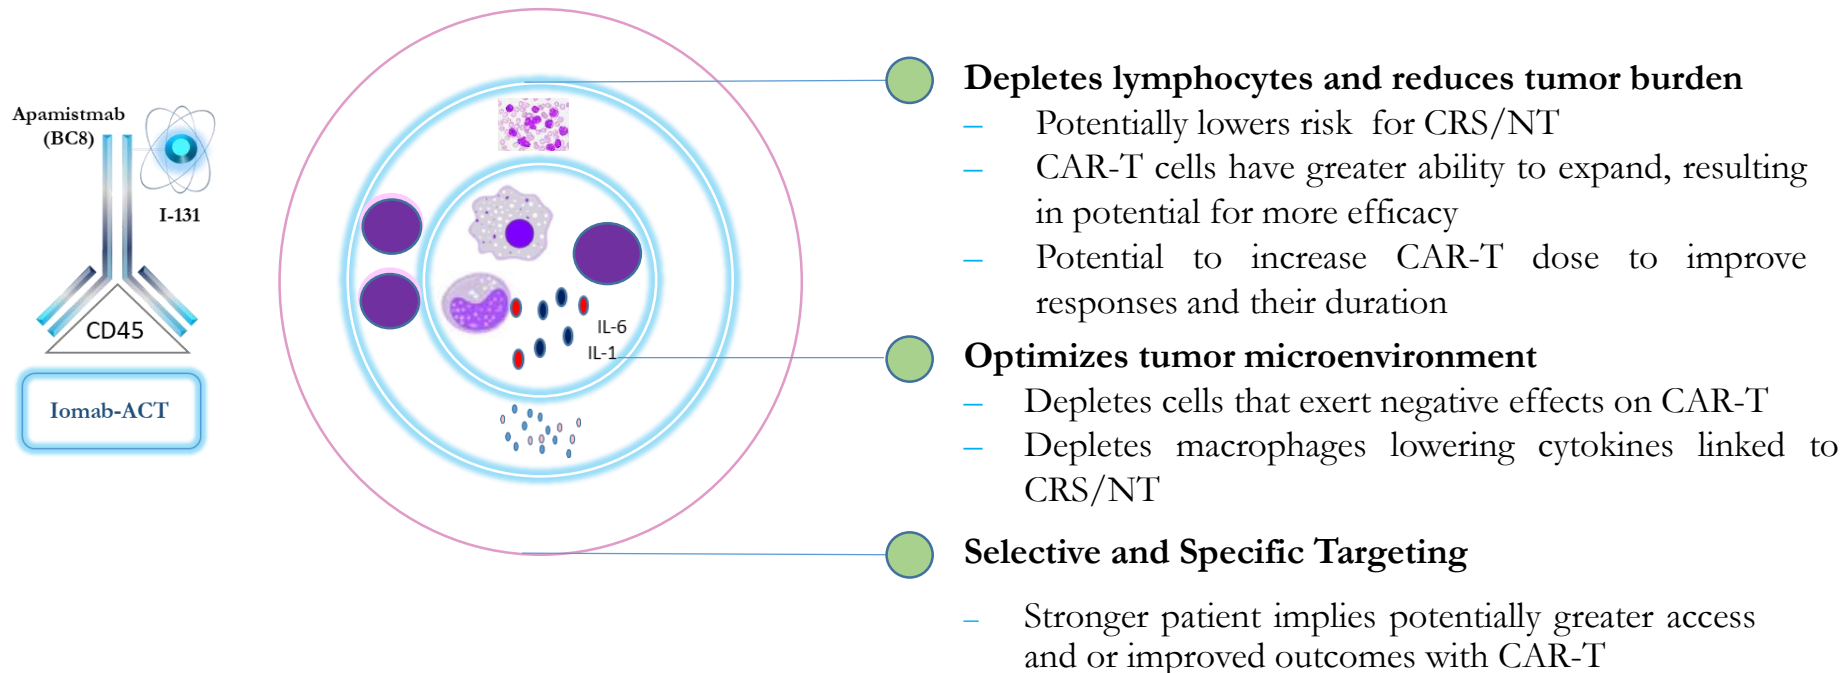 Apamistmab
(BC8)
I-131
CD45
Iomab-ACT
IL-6
IL-1
Depletes lymphocytes and reduces tumor burden
– Potentially lowers risk for CRS/NT
– CAR-T cells have greater ability to expand, resulting
in potential for more efficacy
– Potential to increase CAR-T dose to improve
responses and their duration
Optimizes tumor microenvironment
– Depletes cells that exert negative effects on CAR-T
– Depletes macrophages lowering cytokines linked to
CRS/NT
Selective and Specific Targeting
– Stronger patient implies potentially greater access
and or improved outcomes with CAR-T